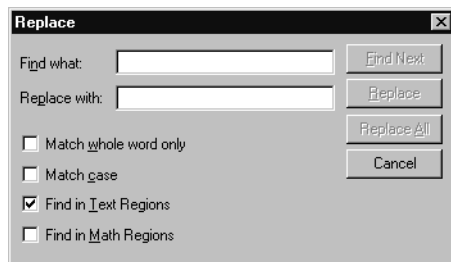 Replace
Find what:
Find Next
Replace with:
Replace
Replace All
Match whole word only
Cancel
Match case
Find in Text Regions
Find in Math Regions